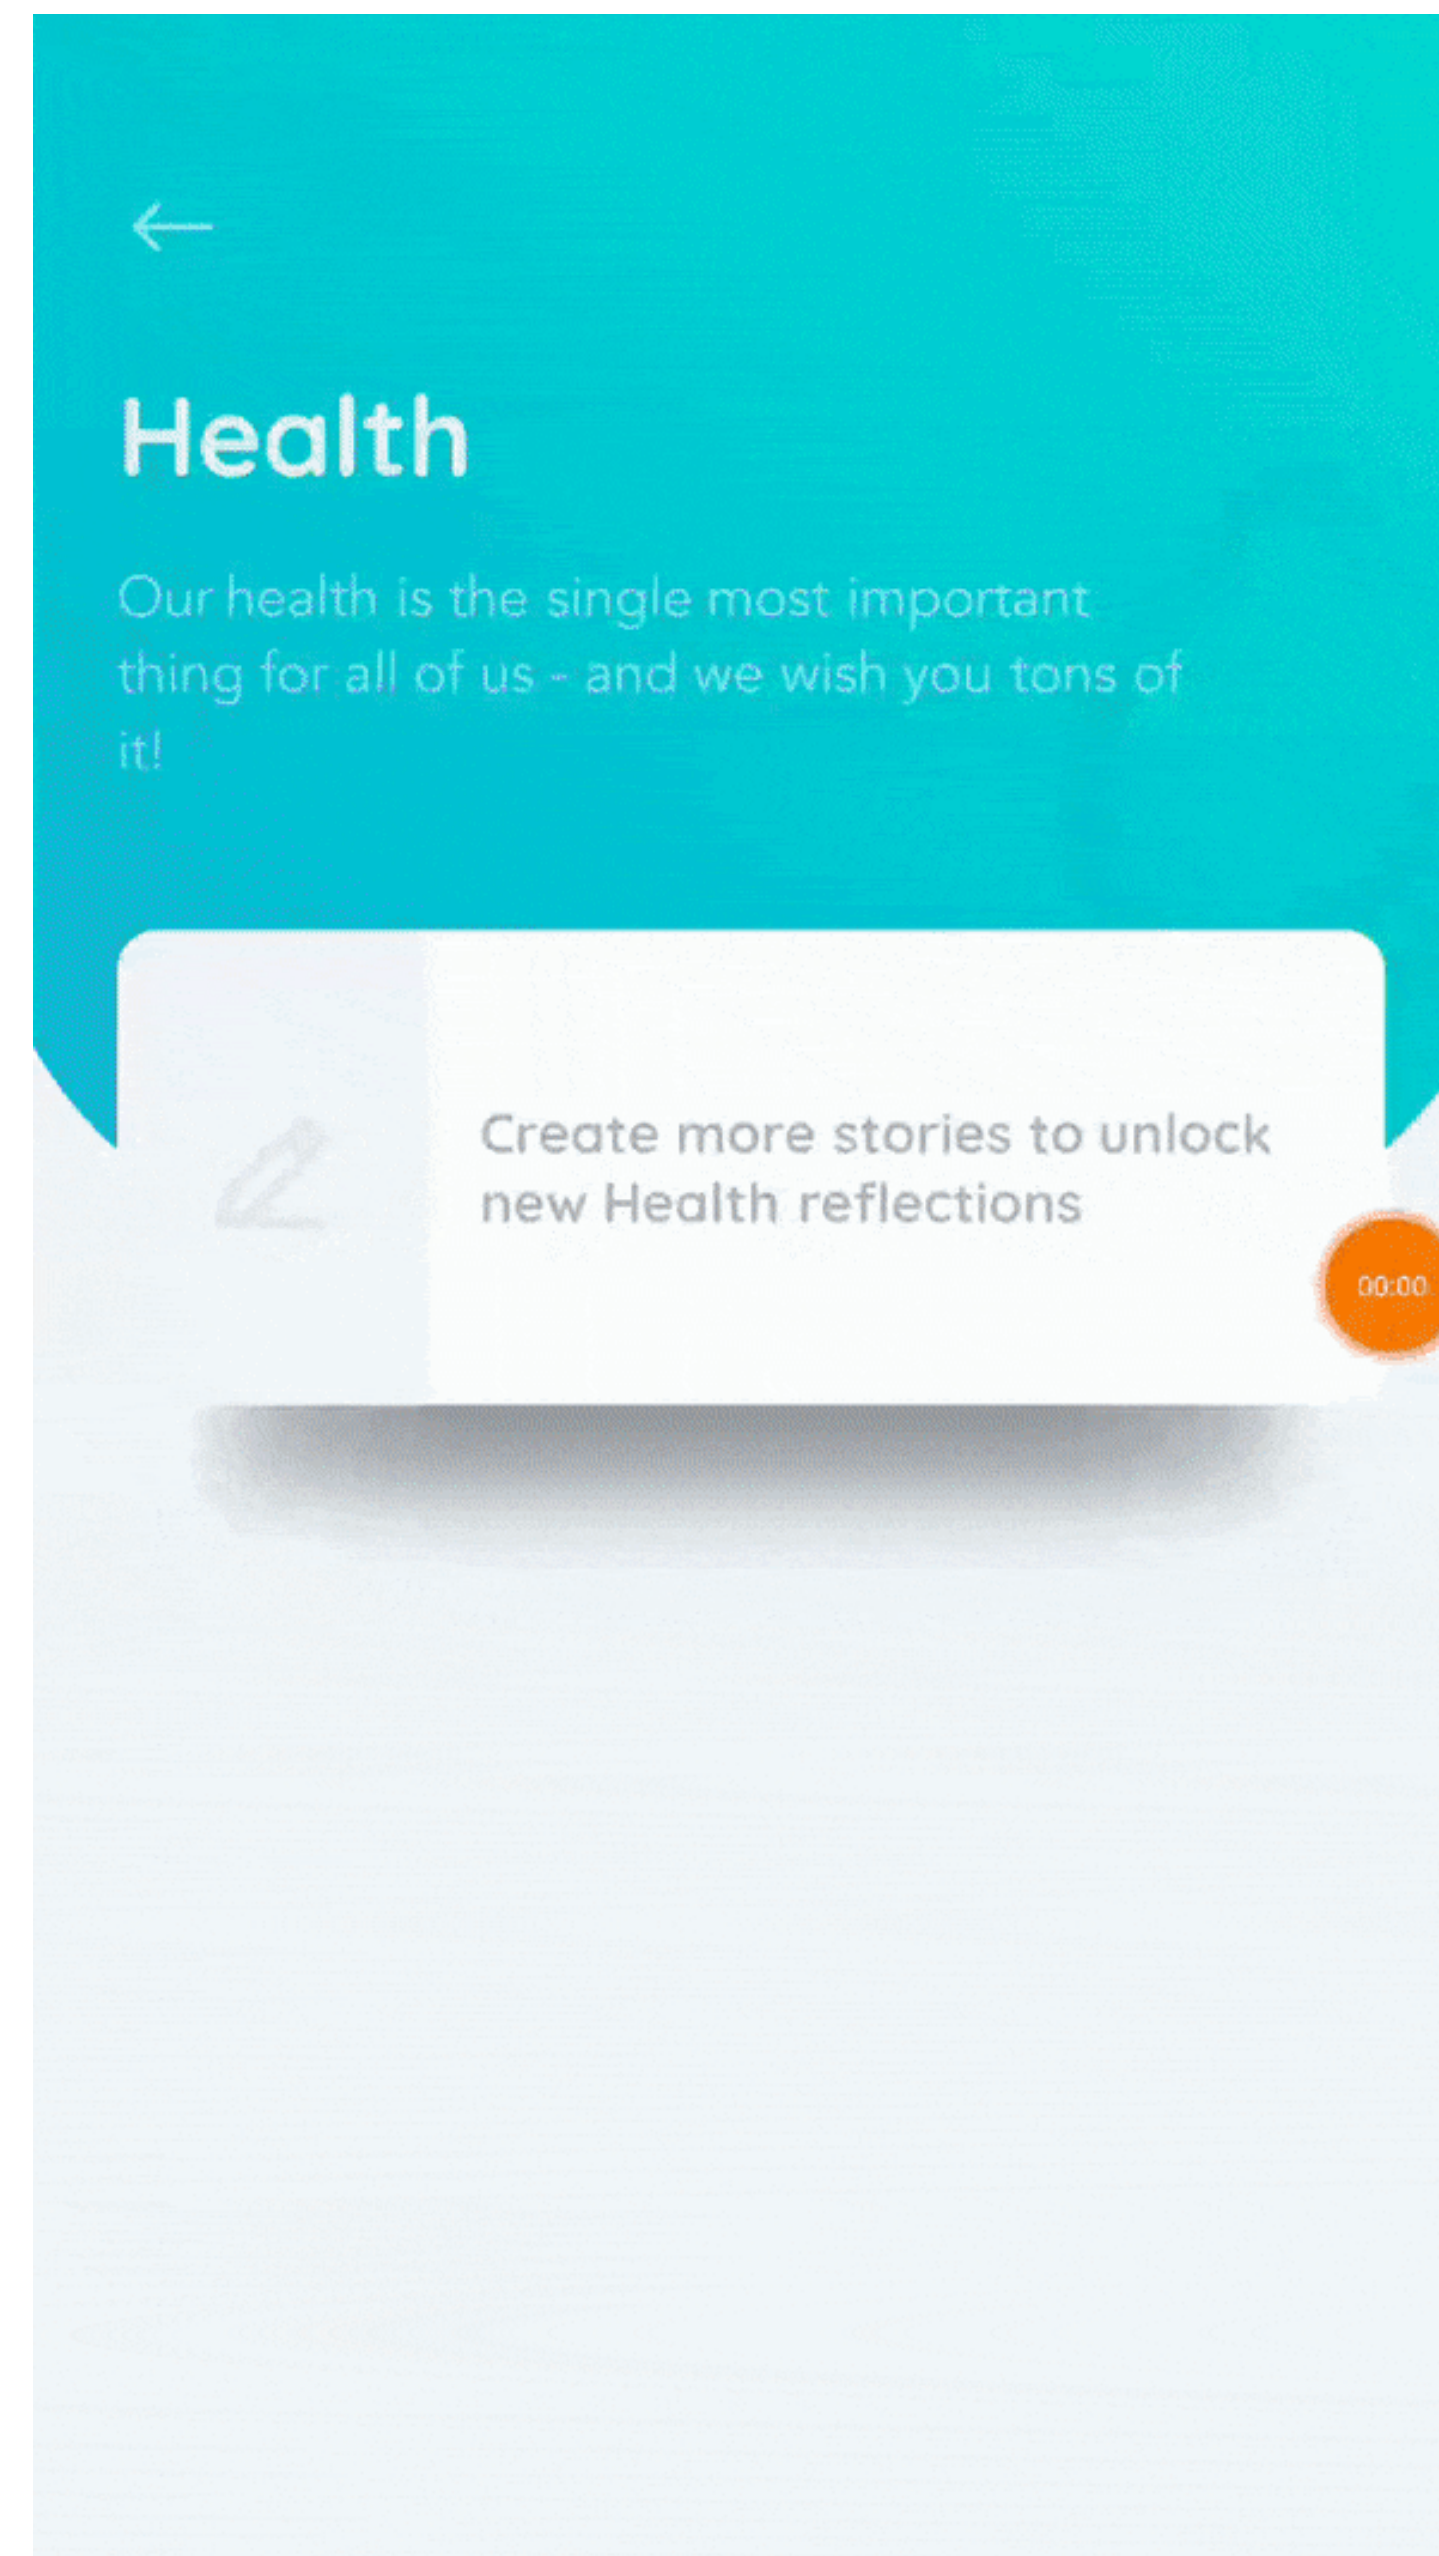 Health
Our health is the single most important
thing for all of us - and we wish you tons of
it!
Create more stories to unlock
new Health reflections
00:00